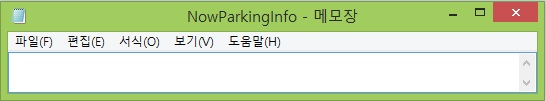 NowParkingInfo - 메모장
파일(F) 편집(E) 서식(O) 보기(V) 도움말(H)